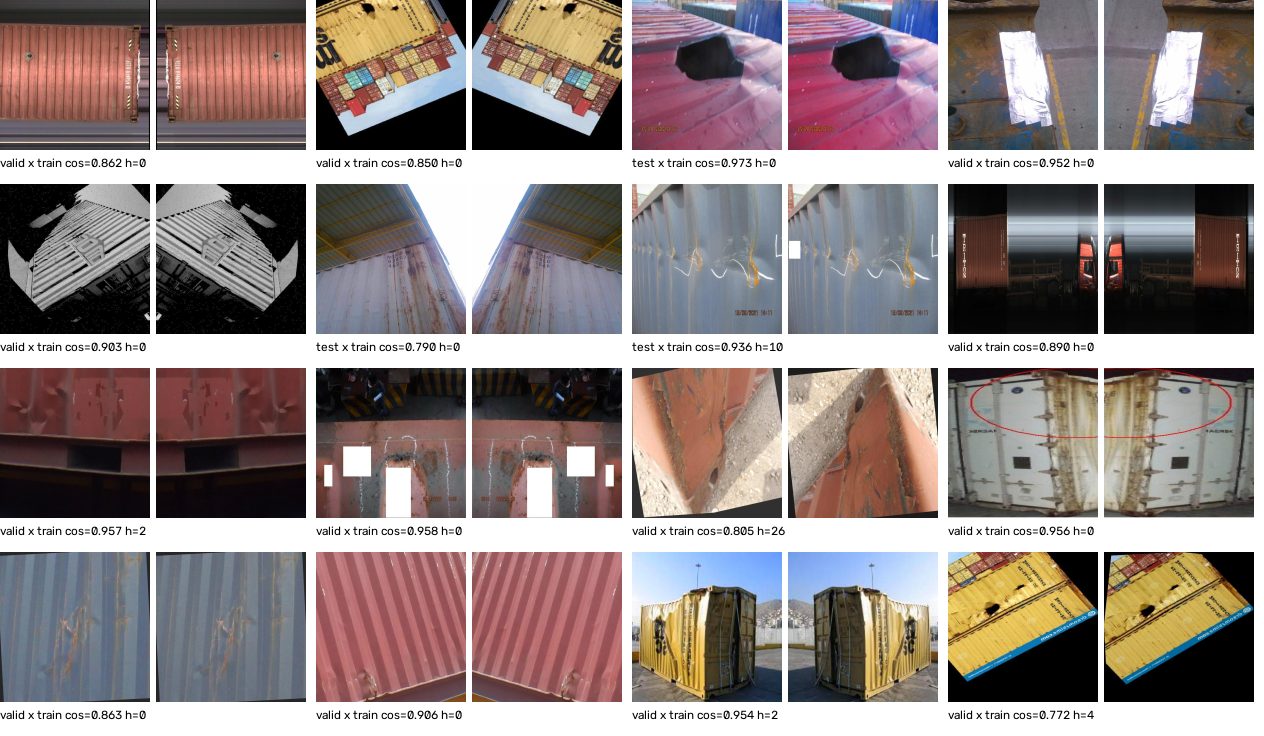 valid x train cos=0.862 h=0
valid x train cos=0.850 h=0
test x train cos=0.973 h=0
valid x train cos=0.952 h=0
valid x train cos=0.903 h=0
test x train cos=0.790 h=0
test x train cos=0.936 h=10
valid x train cos=0.890 h=0
valid x train cos=0.957 h=2
valid x train cos=0.958 h=0
valid x train cos=0.805 h=26
valid x train cos=0.956 h=0
valid x train cos=0.863 h=0
valid x train cos=0.906 h=0
valid x train cos=0.954 h=2
valid x train cos=0.772 h=4